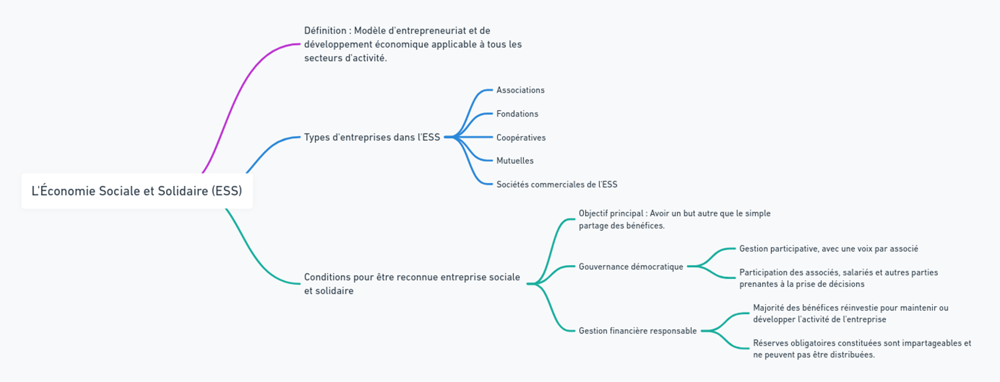 L'Économie Sociale et Solidaire (ESS)
Définition : Modèle d'entrepreneuriat et de
développement économique applicable à tous les
secteurs d'activité.
Types d'entreprises dans l'ESS
Associations
Fondations
Coopératives
Mutuelles
Sociétés commerciales de l'ESS
Conditions pour être reconnue entreprise sociale
et solidaire
Objectif principal : Avoir un but autre que le simple
partage des bénéfices.
Gouvernance démocratique
Gestion participative, avec une voix par associé
Participation des associés, salariés et autres parties
prenantes à la prise de décisions
Gestion financière responsable
Majorité des bénéfices réinvestie pour maintenir ou
développer l'activité de l'entreprise
Réserves obligatoires constituées sont impartageables et
ne peuvent pas être distribuées.